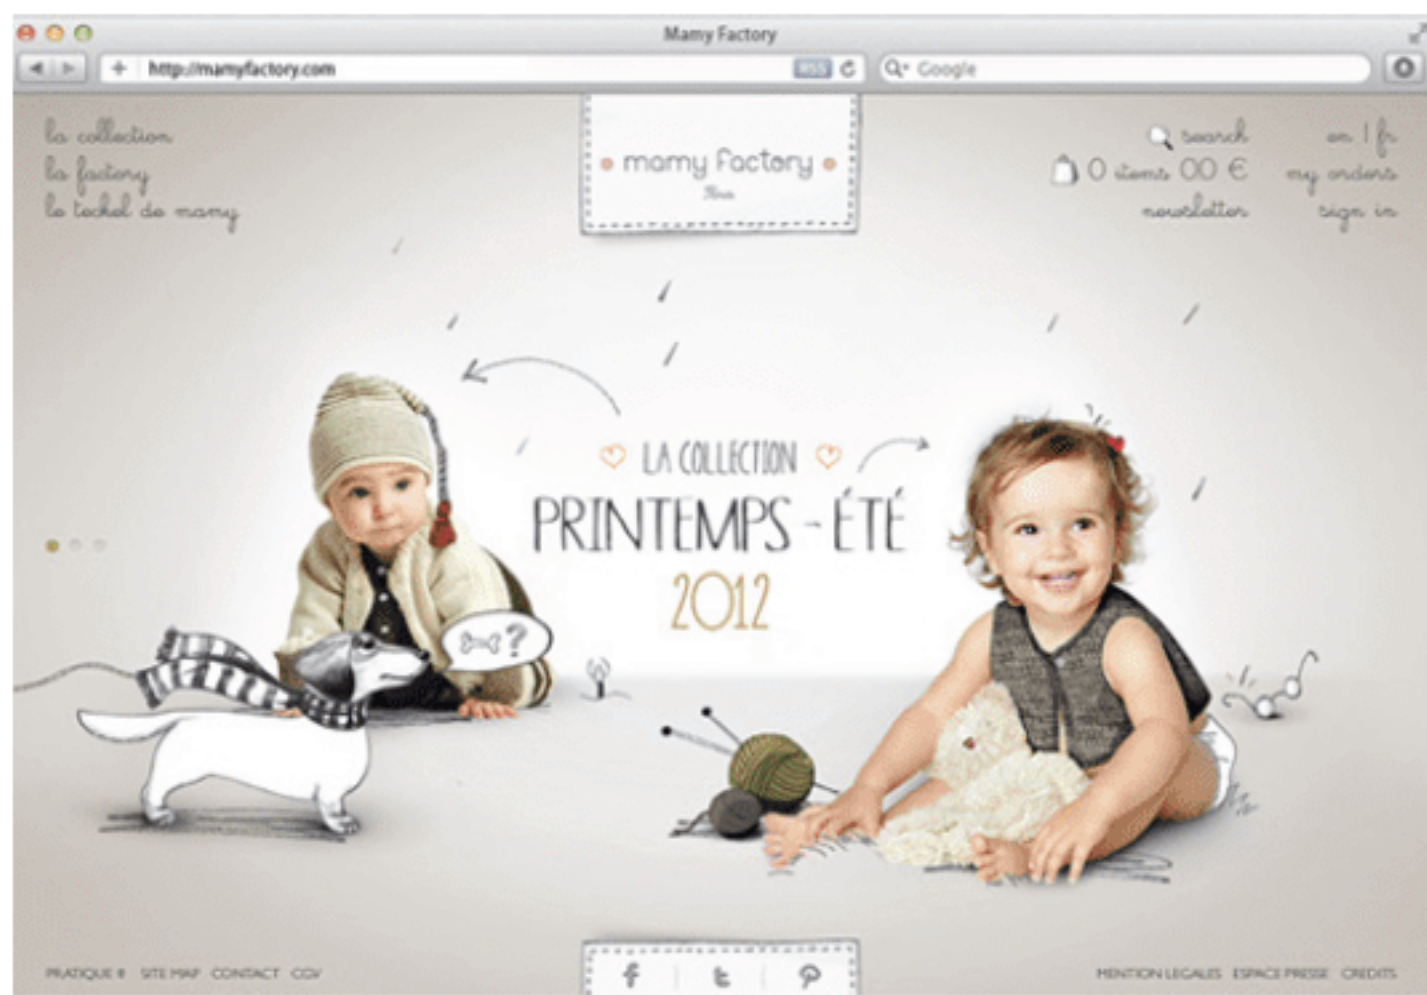 Mamy Factory
http://mamyfactory.com
RSS
Google
la collection
la factory
le teckel de mamy
mamy factory
Paris
search
en | fr
0 items 00 €
my orders
newsletter
sign in
LA COLLECTION
PRINTEMPS - ÉTÉ
2012
?
PRATIQUE SITE MAP CONTACT CGV
MENTION LEGALES ESPACE PRESSE CREDITS